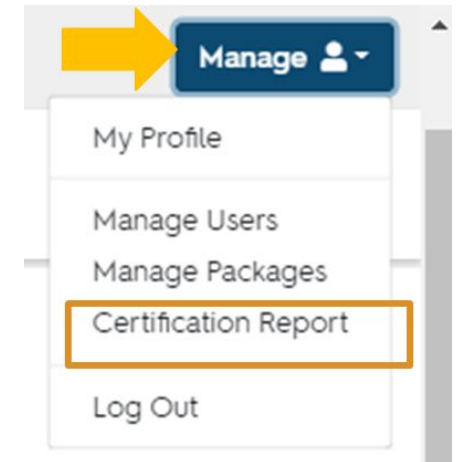 Manage
My Profile
Manage Users
Manage Packages
Certification Report
Log Out